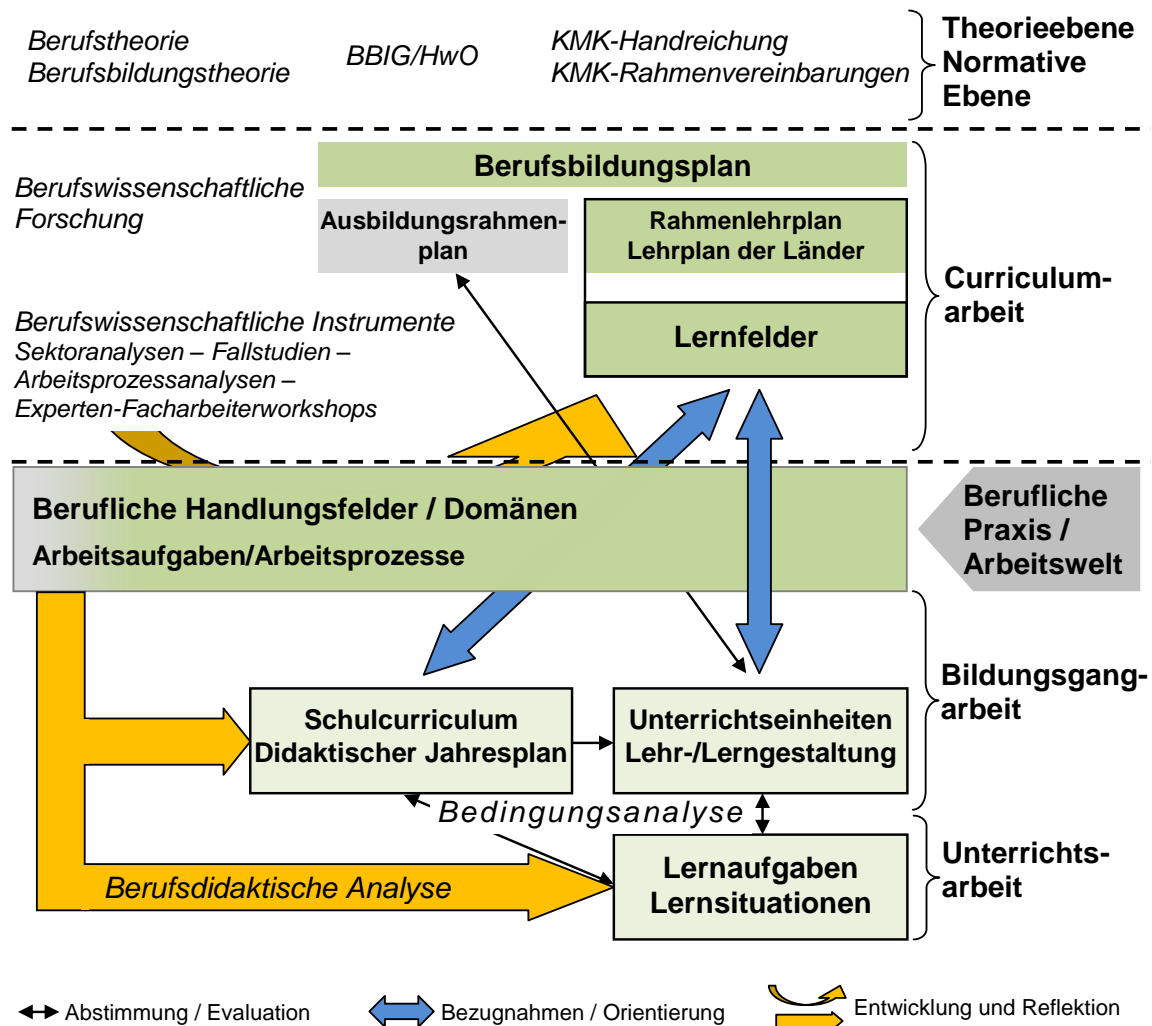 Berufstheorie
Berufsbildungstheorie
BBIG/HwO
KMK-Handreichung
KMK-Rahmenvereinbarungen
Theorieebene
Normative
Ebene
Berufswissenschaftliche
Forschung
Berufsbildungsplan
Ausbildungsrahmen-
plan
Rahmenlehrplan
Lehrplan der Länder
Lernfelder
Curriculum-
arbeit
Berufswissenschaftliche Instrumente
Sektoranalysen – Fallstudien –
Arbeitsprozessanalysen –
Experten-Facharbeiterworkshops
Berufliche Handlungsfelder / Domänen
Arbeitsaufgaben/Arbeitsprozesse
Berufliche
Praxis /
Arbeitswelt
Schulcurriculum
Didaktischer Jahresplan
Unterrichtseinheiten
Lehr-/Lerngestaltung
Bildungsgang-
arbeit
Bedingungsanalyse
Berufsdidaktische Analyse
Lernaufgaben
Lernsituationen
Unterrichts-
arbeit
Abstimmung / Evaluation
Bezugnahmen / Orientierung
Entwicklung und Reflektion